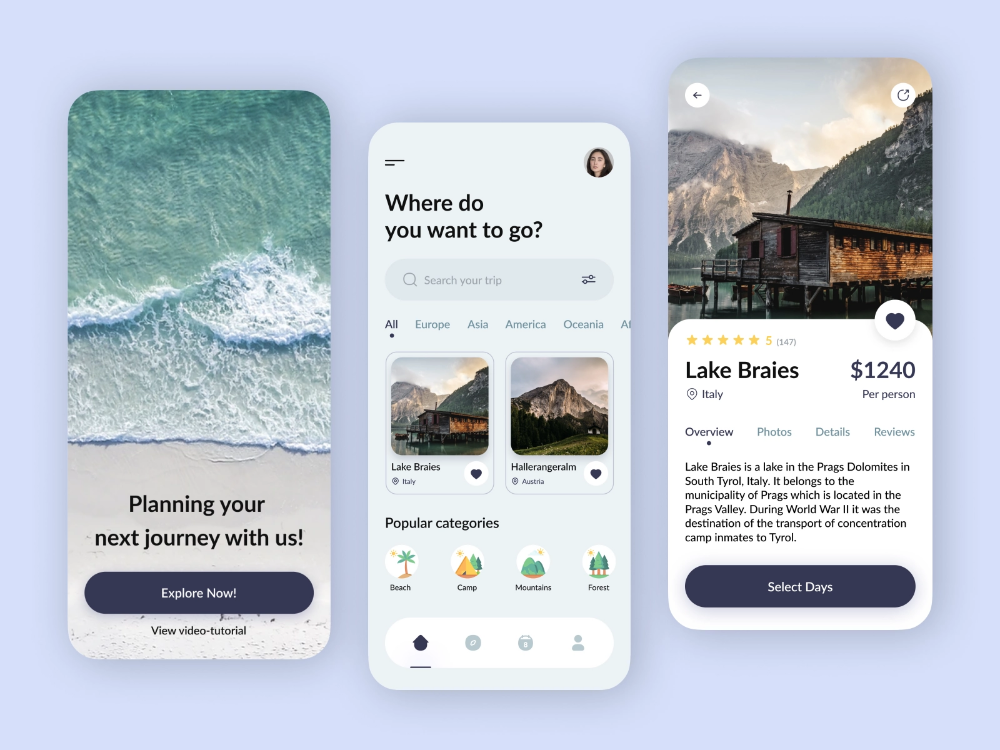 Planning your
next journey with us!
Explore Now!
View video-tutorial
Where do
you want to go?
Search your trip
All Europe Asia America Oceania Af
Lake Braies
Italy
Hallerangeralm
Austria
Popular categories
Beach Camp Mountains Forest
8
5 (147)
Lake Braies
$1240
Italy
Per person
Overview Photos Details Reviews
Lake Braies is a lake in the Prags Dolomites in
South Tyrol, Italy. It belongs to the
municipality of Prags which is located in the
Prags Valley. During World War II it was the
destination of the transport of concentration
camp inmates to Tyrol.
Select Days